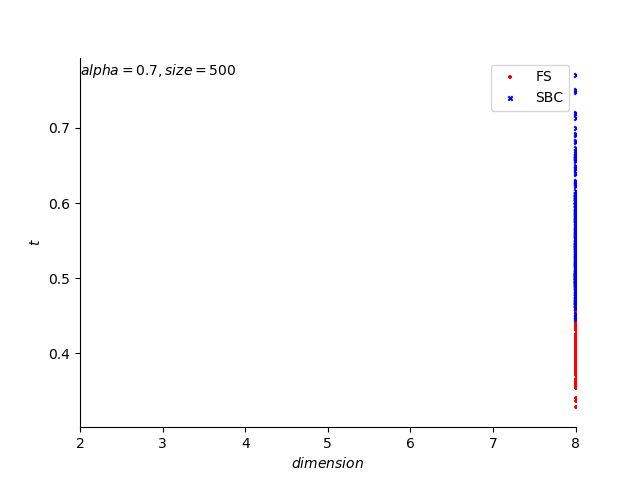 alpha = 0.7, size = 500
FS
SBC
0.7
0.6
0.5
0.4
t
2 3 4 5 6 7 8
dimension